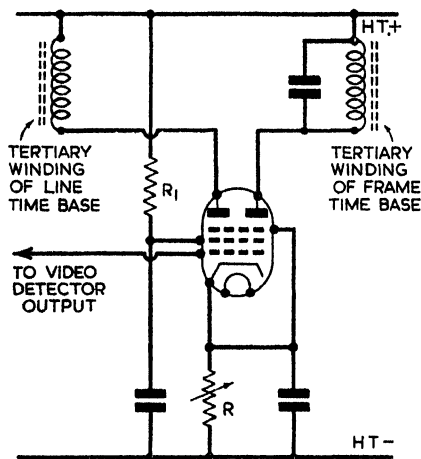 HT.+
TERTIARY
WINDING
OF LINE
TIME BASE
R1
TERTIARY
WINDING
OF FRAME
TIME BASE
TO VIDEO
DETECTOR
OUTPUT
R
HT-